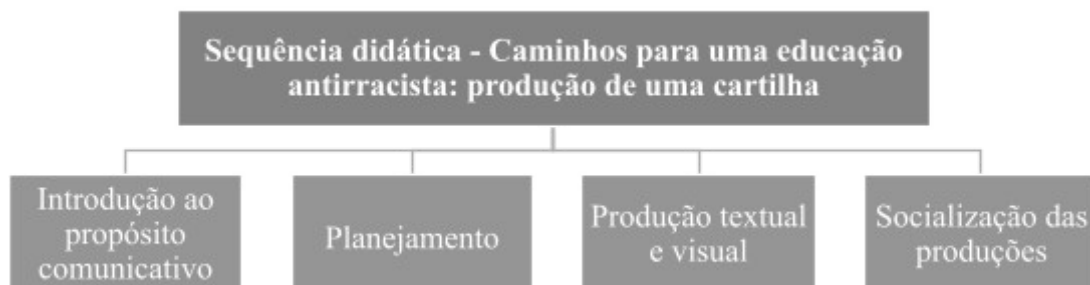 Sequência didática - Caminhos para uma educação
antirracista: produção de uma cartilha
Introdução ao
propósito
comunicativo
Planejamento
Produção textual
e visual
Socialização das
produções